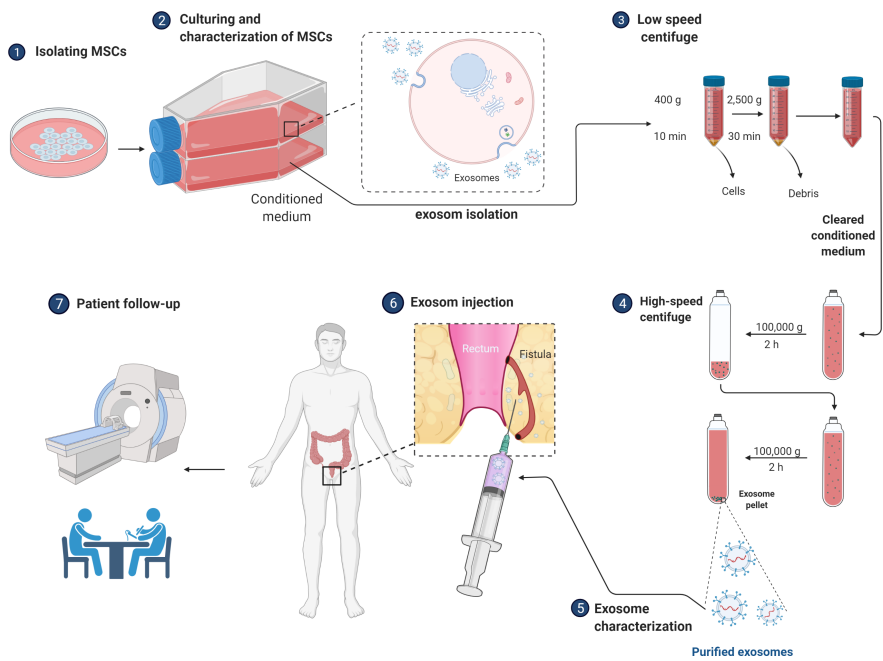 1 Isolating MSCs
2 Culturing and
characterization of MSCs
Exosomes
Conditioned
medium
exosom isolation
3 Low speed
centifuge
400 g
10 min
2,500 g
30 min
Cells
Debris
Cleared
conditioned
medium
4 High-speed
centifuge
100,000 g
2 h
100,000 g
2 h
Exosome
pellet
5 Exosome
characterization
Purified exosomes
6 Exosom injection
Rectum
Fistula
7 Patient follow-up